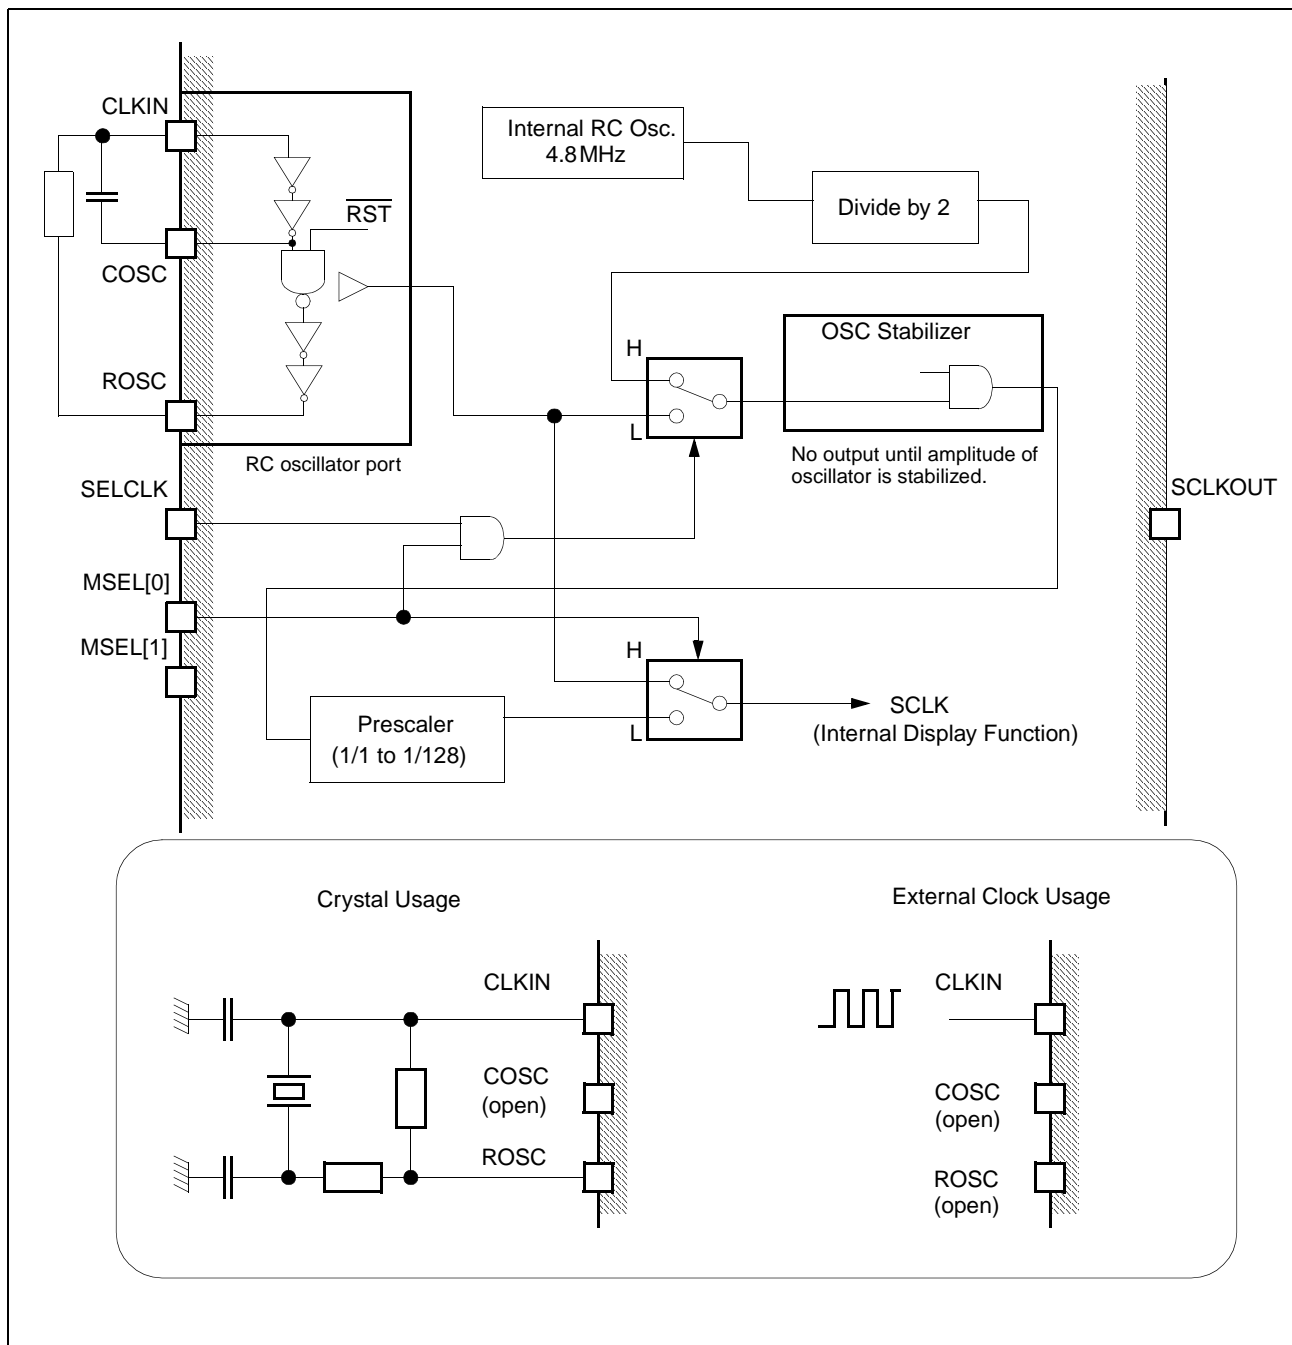 CLKIN
Internal RC Osc.
4.8MHz
Divide by 2
RST
COSC
ROSC
H
L
OSC Stabilizer
RC oscillator port
No output until amplitude of
oscillator is stabilized.
SELCLK
SCLKOUT
MSEL[0]
MSEL[1]
H
L
Prescaler
(1/1 to 1/128)
SCLK
(Internal Display Function)
Crystal Usage
CLKIN
COSC
(open)
ROSC
External Clock Usage
CLKIN
COSC
(open)
ROSC
(open)